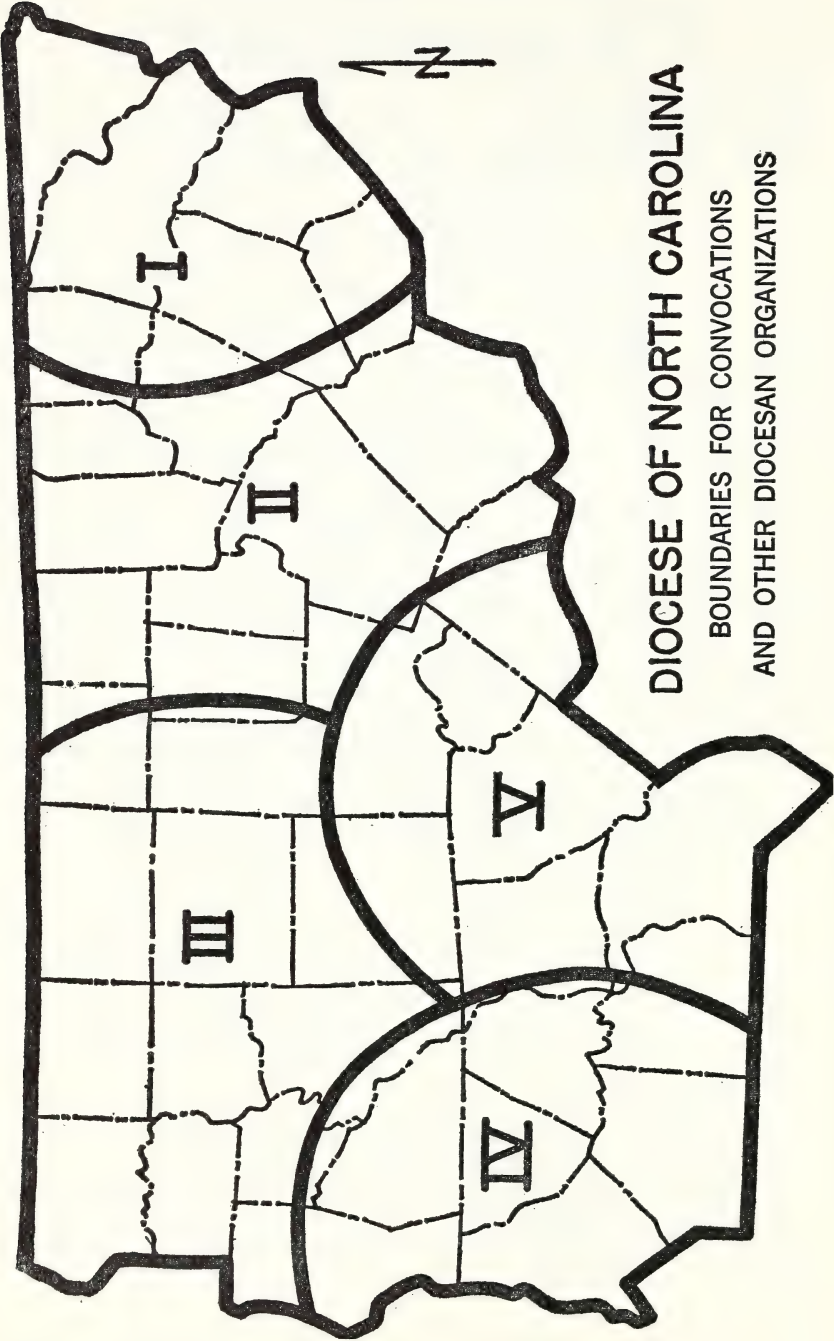 DIOCESE OF NORTH CAROLINA
BOUNDARIES FOR CONVOCATIONS
AND OTHER DIOCESAN ORGANIZATIONS
N
I
II
III
IV
V